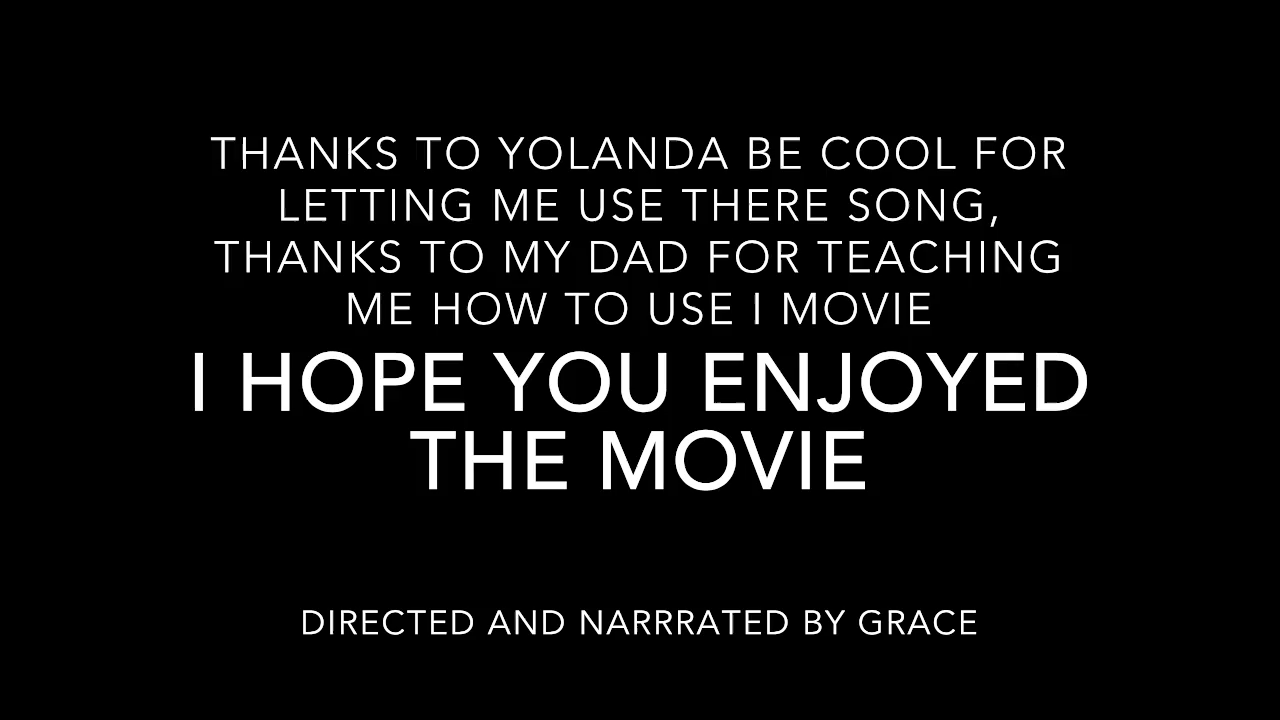 THANKS TO YOLANDA BE COOL FOR
LETTING ME USE THERE SONG,
THANKS TO MY DAD FOR TEACHING
ME HOW TO USE I MOVIE
I HOPE YOU ENJOYED
THE MOVIE
DIRECTED AND NARRRATED BY GRACE